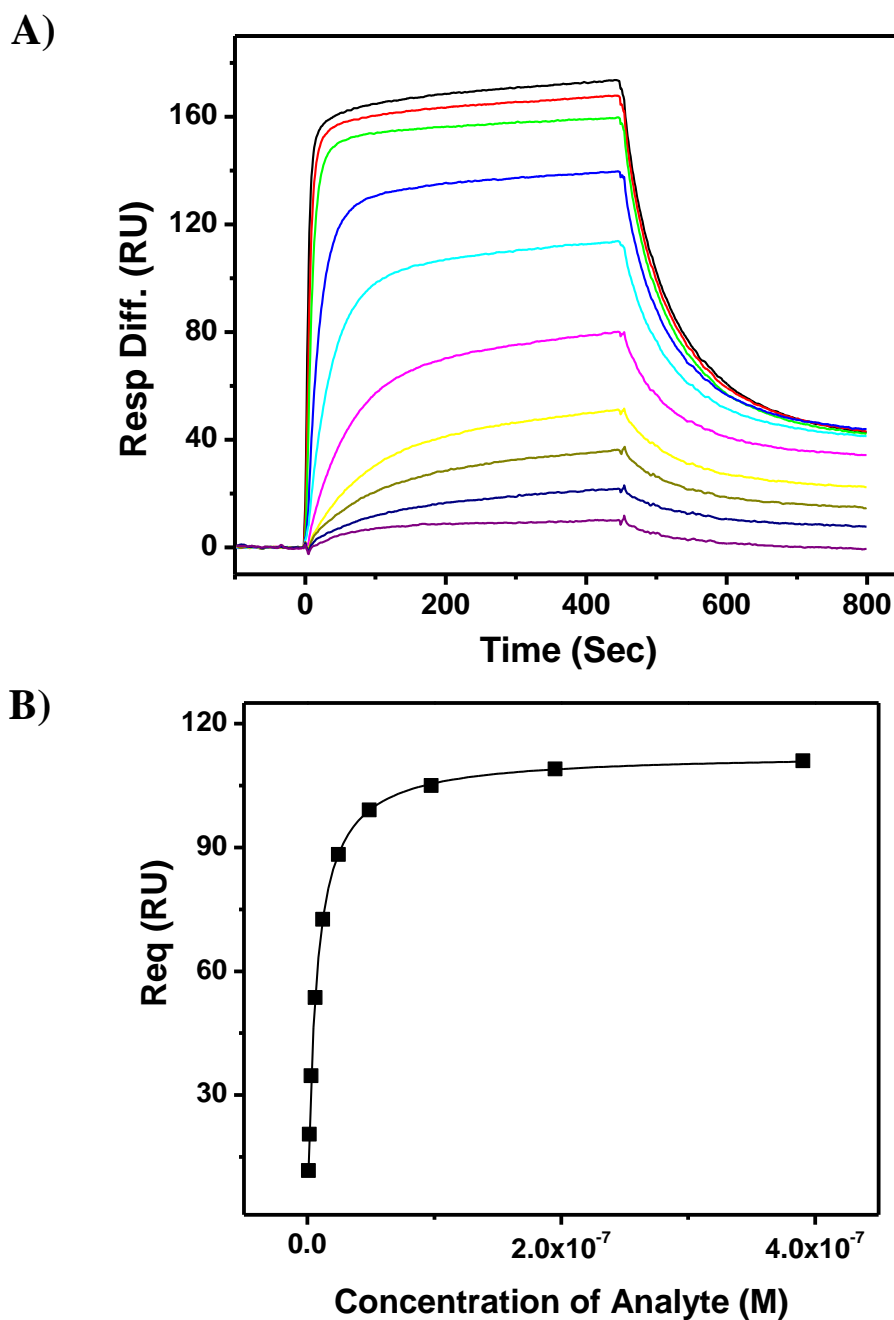 A)
Resp Diff. (RU)
160
120
80
40
0
0
200
400
600
800
Time (Sec)
B)
Req (RU)
120
90
60
30
0.0
2.0x10⁻⁷
4.0x10⁻⁷
Concentration of Analyte (M)